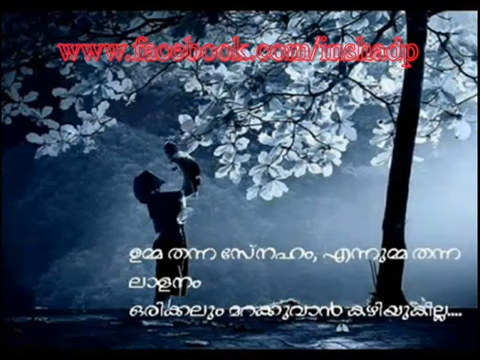 www.facebook.com/inshadp
ഉമ്മ തന്ന സ്നേഹം, എന്നുമ്മ തന്ന
ലാളനം
ഒരിക്കലും മറക്കുവാൻ കഴിയുകില്ല....